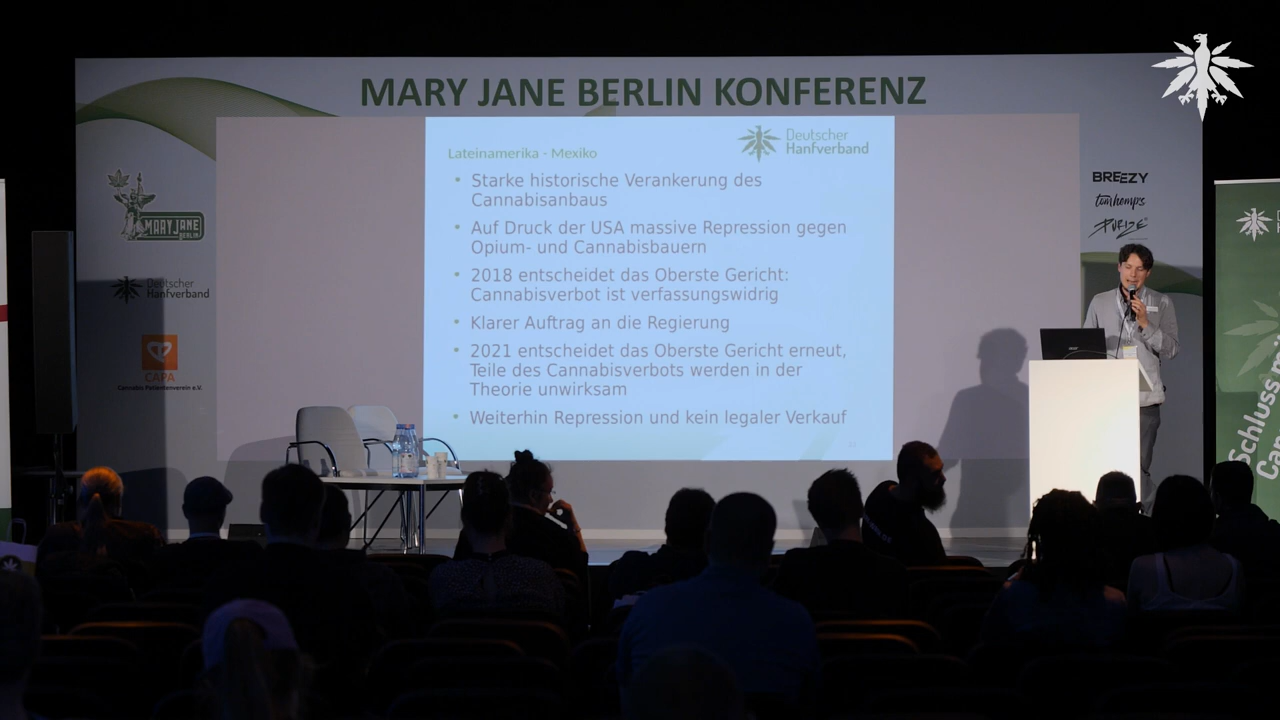 MARY JANE BERLIN KONFERENZ
Deutscher
Hanfverband
Lateinamerika - Mexiko
• Starke historische Verankerung des
Cannabisanbaus
• Auf Druck der USA massive Repression gegen
Opium- und Cannabisbauern
• 2018 entscheidet das Oberste Gericht:
Cannabisverbot ist verfassungswidrig
• Klarer Auftrag an die Regierung
• 2021 entscheidet das Oberste Gericht erneut,
Teile des Cannabisverbots werden in der
Theorie unwirksam
• Weiterhin Repression und kein legaler Verkauf
MARY JANE
BERLIN
Deutscher
Hanfverband
CAPA
Cannabis Patientenverein e.V.
BREEZY
PURIZE
Schluss